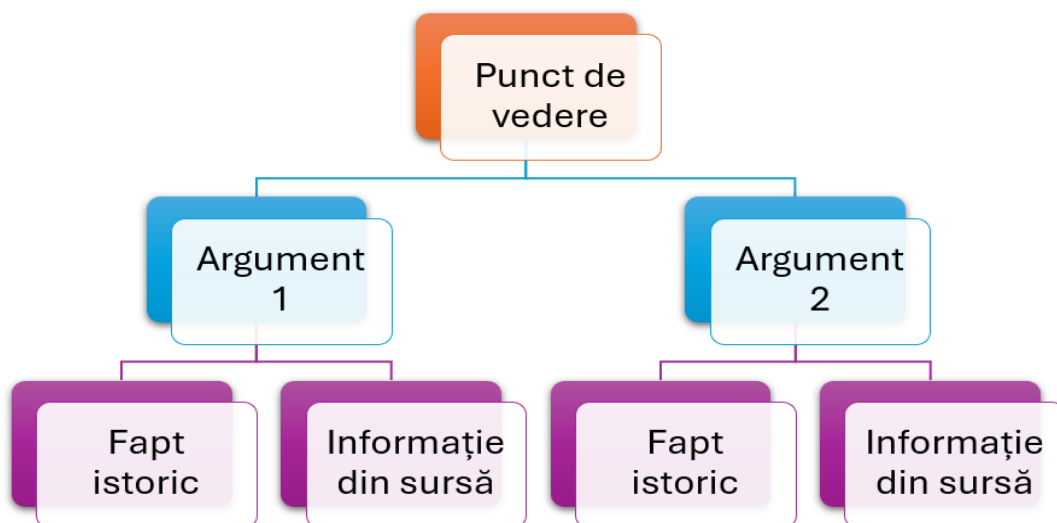 Punct de
vedere
Argument
1
Argument
2
Fapt
istoric
Informație
din sursă
Fapt
istoric
Informație
din sursă